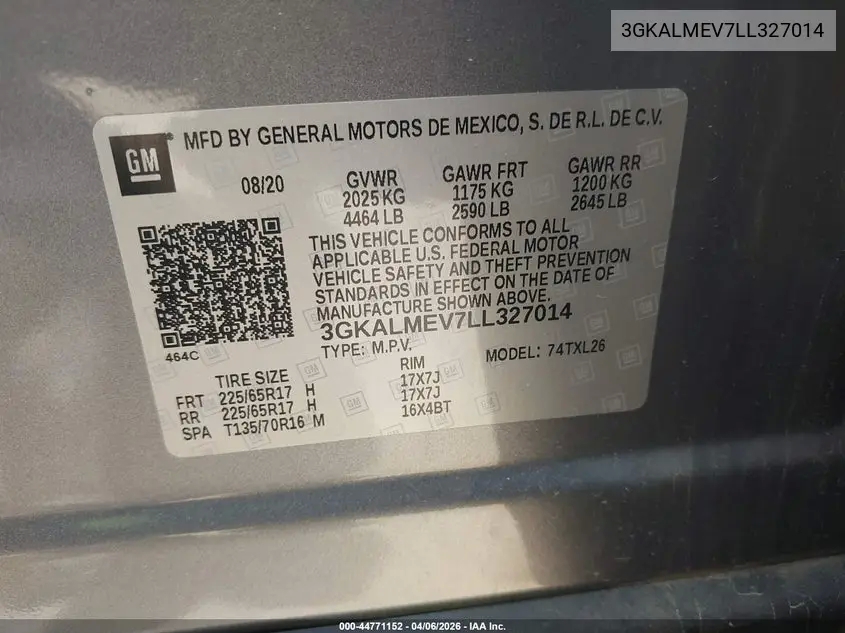 3GKALMEV7LL327014
GM
MFD BY GENERAL MOTORS DE MEXICO, S. DE R.L. DE C.V.
08/20
GVWR
2025 KG
4464 LB
GAWR FRT
1175 KG
2590 LB
GAWR RR
1200 KG
2645 LB
THIS VEHICLE CONFORMS TO ALL
APPLICABLE U.S. FEDERAL MOTOR
VEHICLE SAFETY AND THEFT PREVENTION
STANDARDS IN EFFECT ON THE DATE OF
MANUFACTURE SHOWN ABOVE.
3GKALMEV7LL327014
464C
TYPE: M.P.V. MODEL: 74TXL26
TIRE SIZE RIM
FRT 225/65R17 H 17X7J
RR 225/65R17 H 17X7J
SPA T135/70R16 M 16X4BT
000-44771152 - 04/06/2026 - IAA Inc.